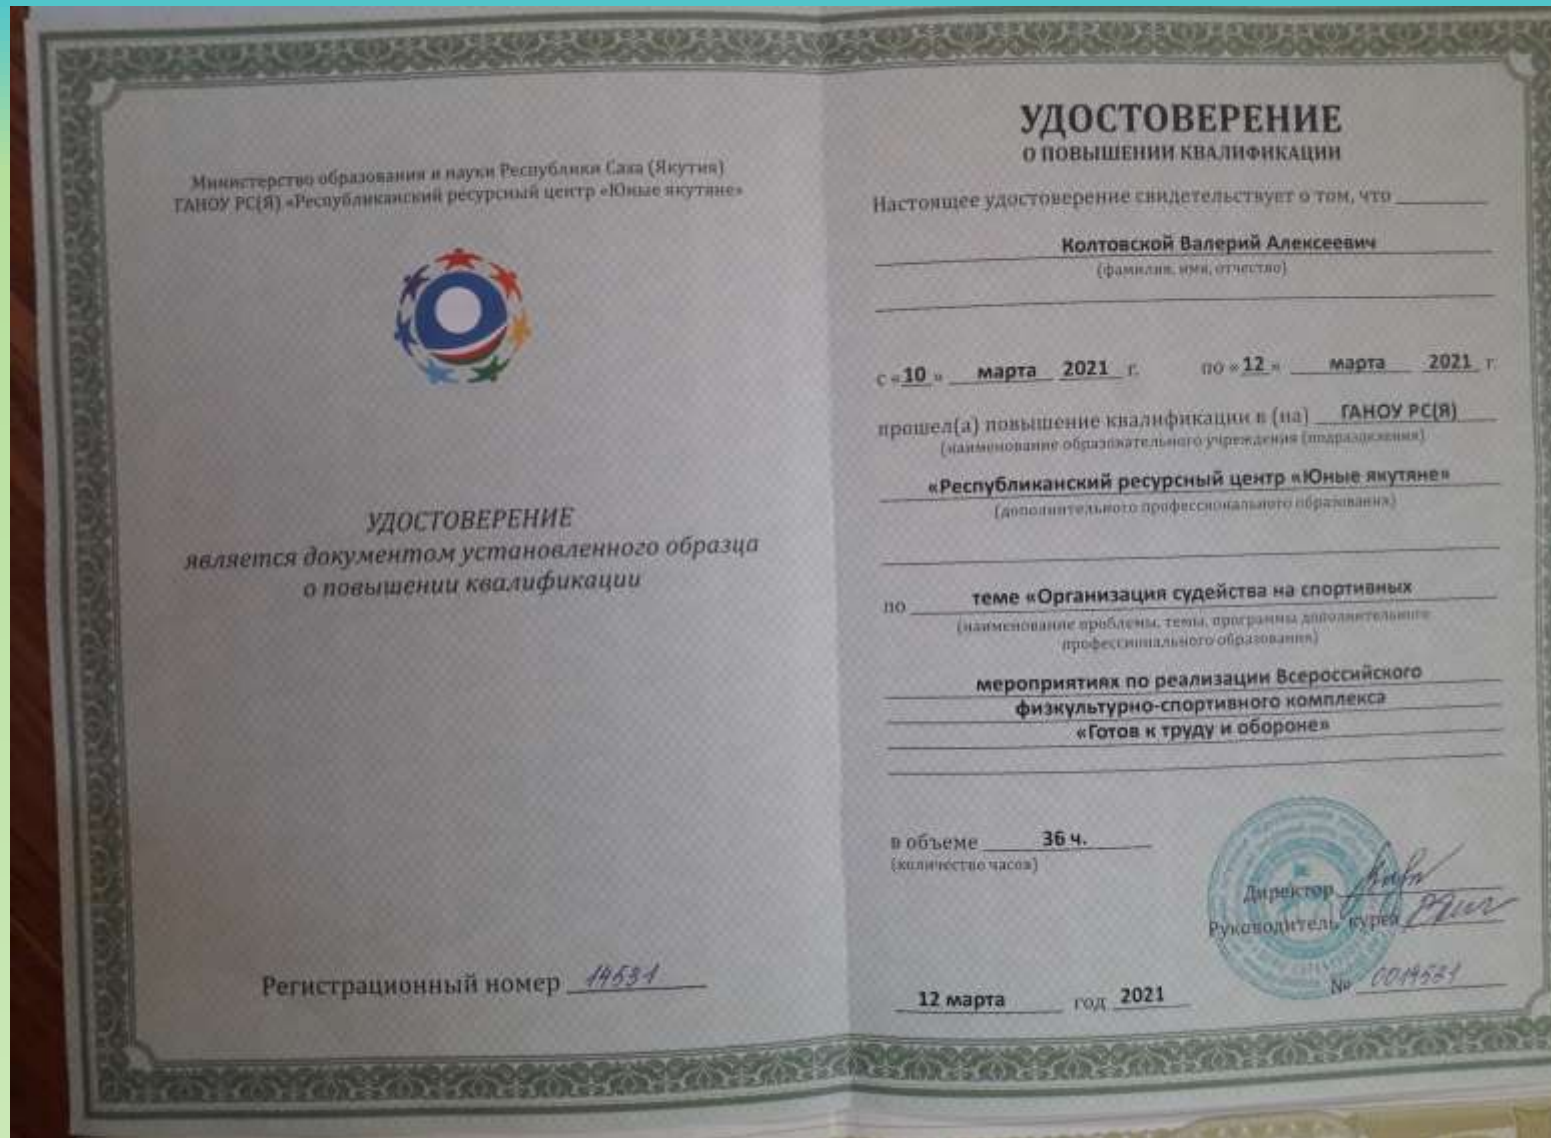 Министерство образования и науки Республики Саха (Якутия)
ГАНОУ РС(Я) «Республиканский ресурсный центр «Юные якутяне»
УДОСТОВЕРЕНИЕ
является документом установленного образца
о повышении квалификации
Регистрационный номер 14531
УДОСТОВЕРЕНИЕ
О ПОВЫШЕНИИ КВАЛИФИКАЦИИ
Настоящее удостоверение свидетельствует о том, что
Колтовской Валерий Алексеевич
(фамилия, имя, отчество)
с «10» марта 2021 г. по «12» марта 2021 г.
прошел(а) повышение квалификации в (на) ГАНОУ РС(Я)
(наименование образовательного учреждения (подразделения)
«Республиканский ресурсный центр «Юные якутяне»
(дополнительного профессионального образования)
по теме «Организация судейства на спортивных
(наименование проблемы, темы, программы дополнительного
профессионального образования)
мероприятиях по реализации Всероссийского
физкультурно-спортивного комплекса
«Готов к труду и обороне»
в объеме 36 ч.
(количество часов)
Директор
Руководитель курса
№ 0014531
12 марта год 2021